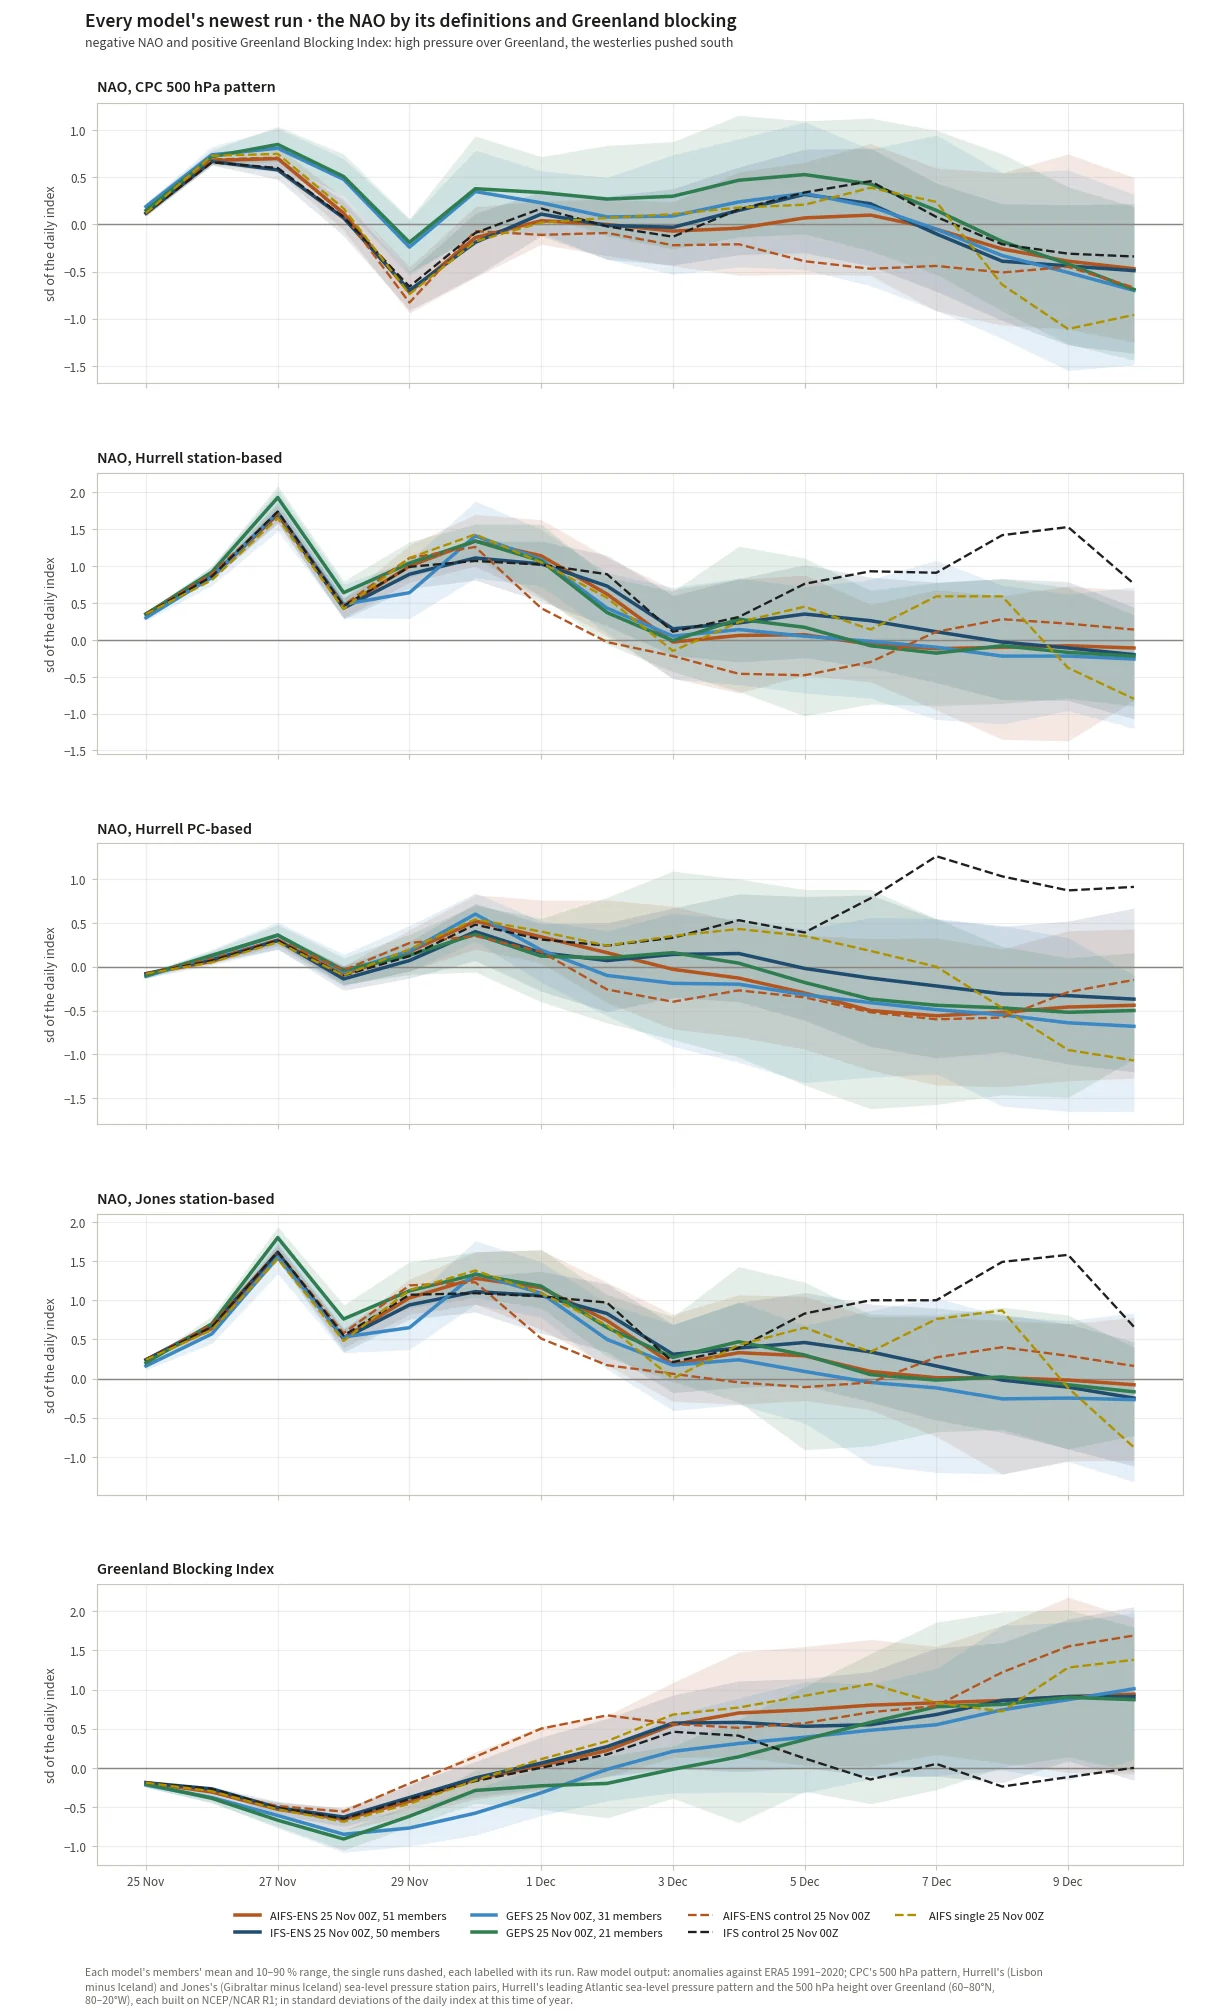 Every model's newest run · the NAO by its definitions and Greenland blocking
negative NAO and positive Greenland Blocking Index: high pressure over Greenland, the westerlies pushed south
NAO, CPC 500 hPa pattern
1.0
0.5
0.0
−0.5
−1.0
−1.5
sd of the daily index
NAO, Hurrell station-based
2.0
1.5
1.0
0.5
0.0
−0.5
−1.0
−1.5
sd of the daily index
NAO, Hurrell PC-based
1.0
0.5
0.0
−0.5
−1.0
−1.5
sd of the daily index
NAO, Jones station-based
2.0
1.5
1.0
0.5
0.0
−0.5
−1.0
sd of the daily index
Greenland Blocking Index
2.0
1.5
1.0
0.5
0.0
−0.5
−1.0
sd of the daily index
25 Nov 27 Nov 29 Nov 1 Dec 3 Dec 5 Dec 7 Dec 9 Dec
AIFS-ENS 25 Nov 00Z, 51 members GEFS 25 Nov 00Z, 31 members AIFS-ENS control 25 Nov 00Z AIFS single 25 Nov 00Z
IFS-ENS 25 Nov 00Z, 50 members GEPS 25 Nov 00Z, 21 members IFS control 25 Nov 00Z
Each model's members' mean and 10–90 % range, the single runs dashed, each labelled with its run. Raw model output: anomalies against ERA5 1991–2020; CPC's 500 hPa pattern, Hurrell's (Lisbon
minus Iceland) and Jones's (Gibraltar minus Iceland) sea-level pressure station pairs, Hurrell's leading Atlantic sea-level pressure pattern and the 500 hPa height over Greenland (60–80°N,
80–20°W), each built on NCEP/NCAR R1; in standard deviations of the daily index at this time of year.